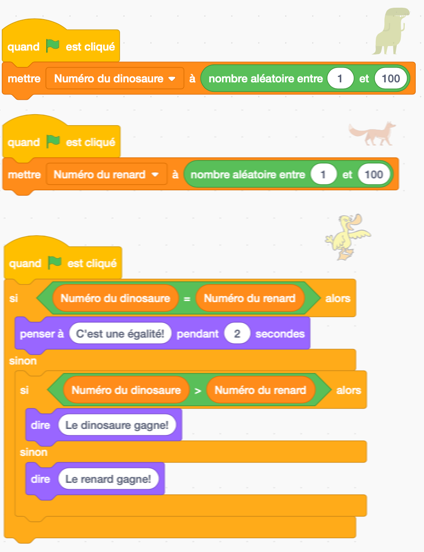 quand est cliqué
mettre Numéro du dinosaure à nombre aléatoire entre 1 et 100
quand est cliqué
mettre Numéro du renard à nombre aléatoire entre 1 et 100
quand est cliqué
si Numéro du dinosaure = Numéro du renard alors
penser à C'est une égalité! pendant 2 secondes
sinon
si Numéro du dinosaure > Numéro du renard alors
dire Le dinosaure gagne!
sinon
dire Le renard gagne!